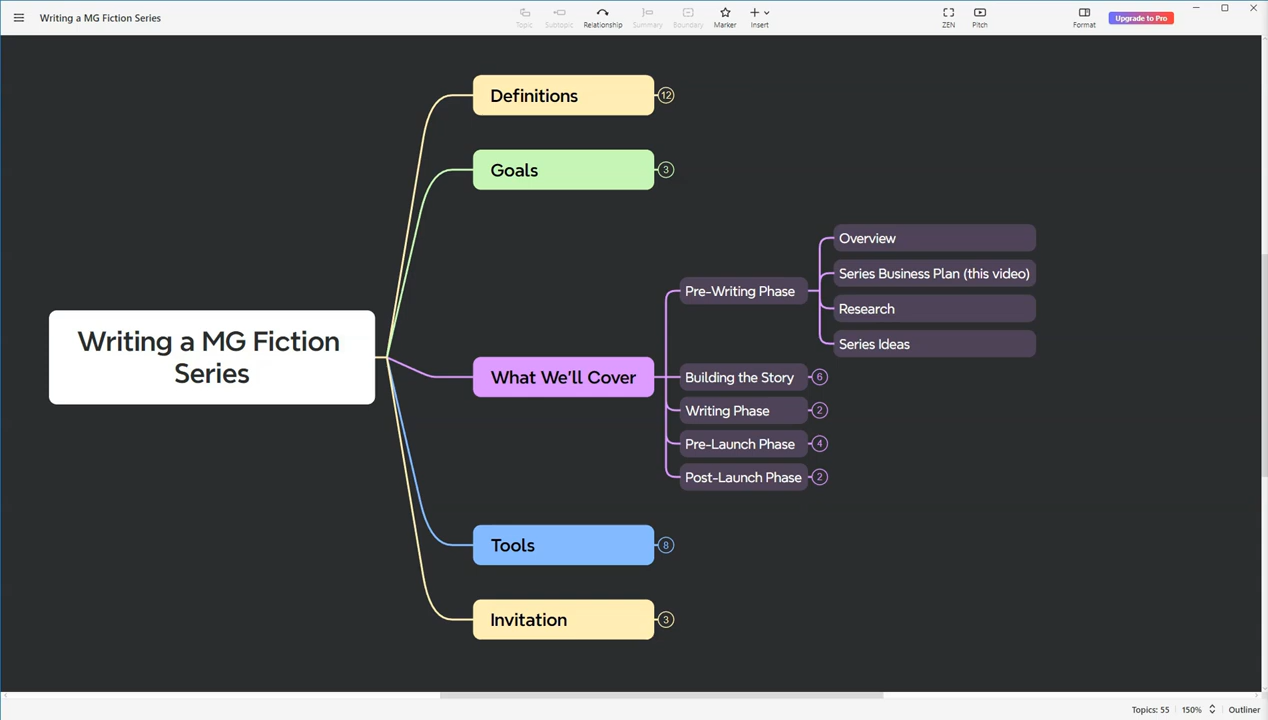 Writing a MG Fiction Series
Topic
Subtopic
Relationship
Summary
Boundary
Marker
Insert
ZEN
Pitch
Format
Upgrade to Pro
Definitions
12
Goals
3
Overview
Series Business Plan (this video)
Pre-Writing Phase
Research
Series Ideas
Writing a MG Fiction
Series
What We'll Cover
Building the Story
6
Writing Phase
2
Pre-Launch Phase
4
Post-Launch Phase
2
Tools
8
Invitation
3
Topics: 55
150%
Outliner